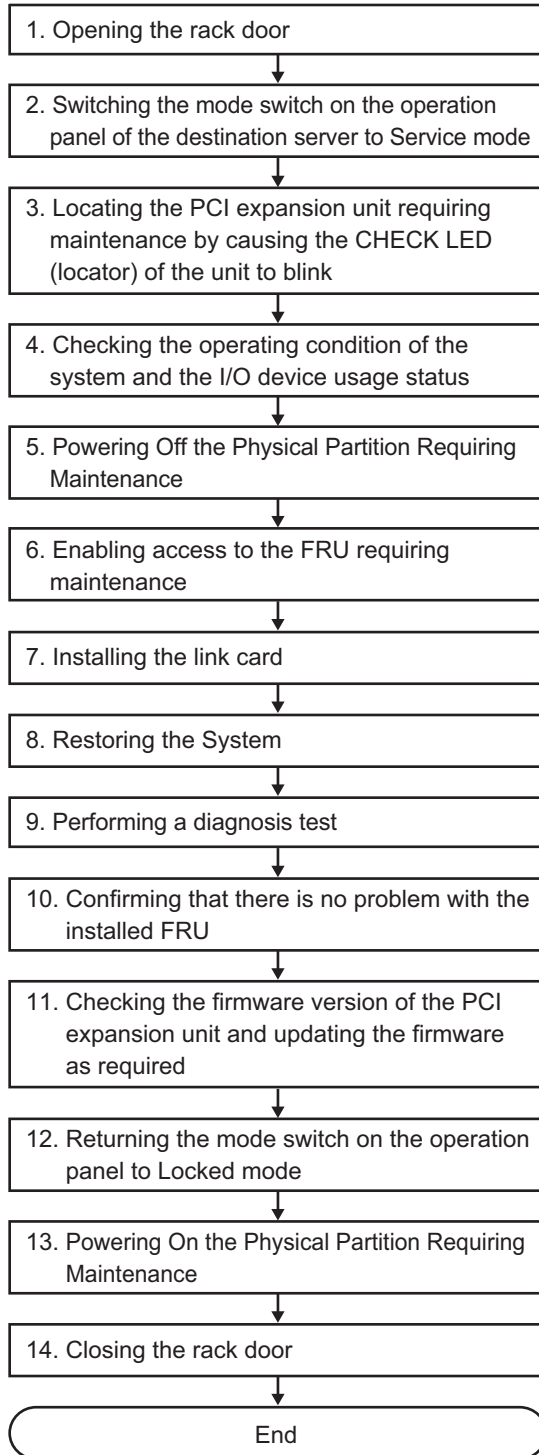 1. Opening the rack door
2. Switching the mode switch on the operation
panel of the destination server to Service mode
3. Locating the PCI expansion unit requiring
maintenance by causing the CHECK LED
(locator) of the unit to blink
4. Checking the operating condition of the
system and the I/O device usage status
5. Powering Off the Physical Partition Requiring
Maintenance
6. Enabling access to the FRU requiring
maintenance
7. Installing the link card
8. Restoring the System
9. Performing a diagnosis test
10. Confirming that there is no problem with the
installed FRU
11. Checking the firmware version of the PCI
expansion unit and updating the firmware
as required
12. Returning the mode switch on the operation
panel to Locked mode
13. Powering On the Physical Partition Requiring
Maintenance
14. Closing the rack door
End